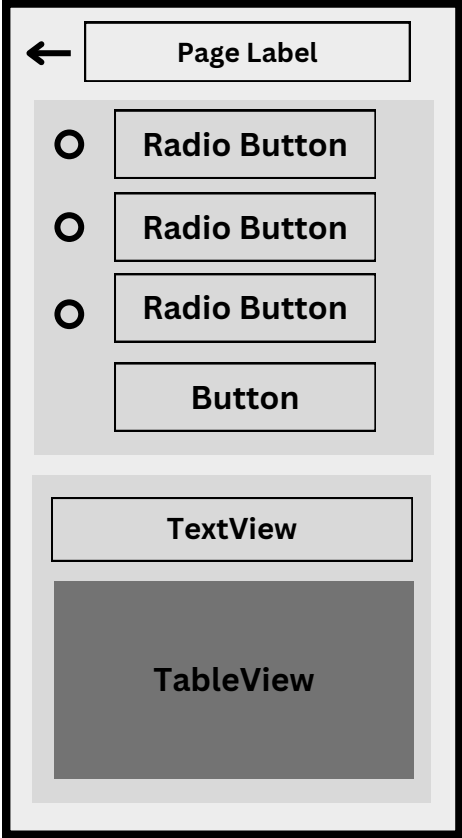 Page Label
Radio Button
Radio Button
Radio Button
Button
TextView
TableView